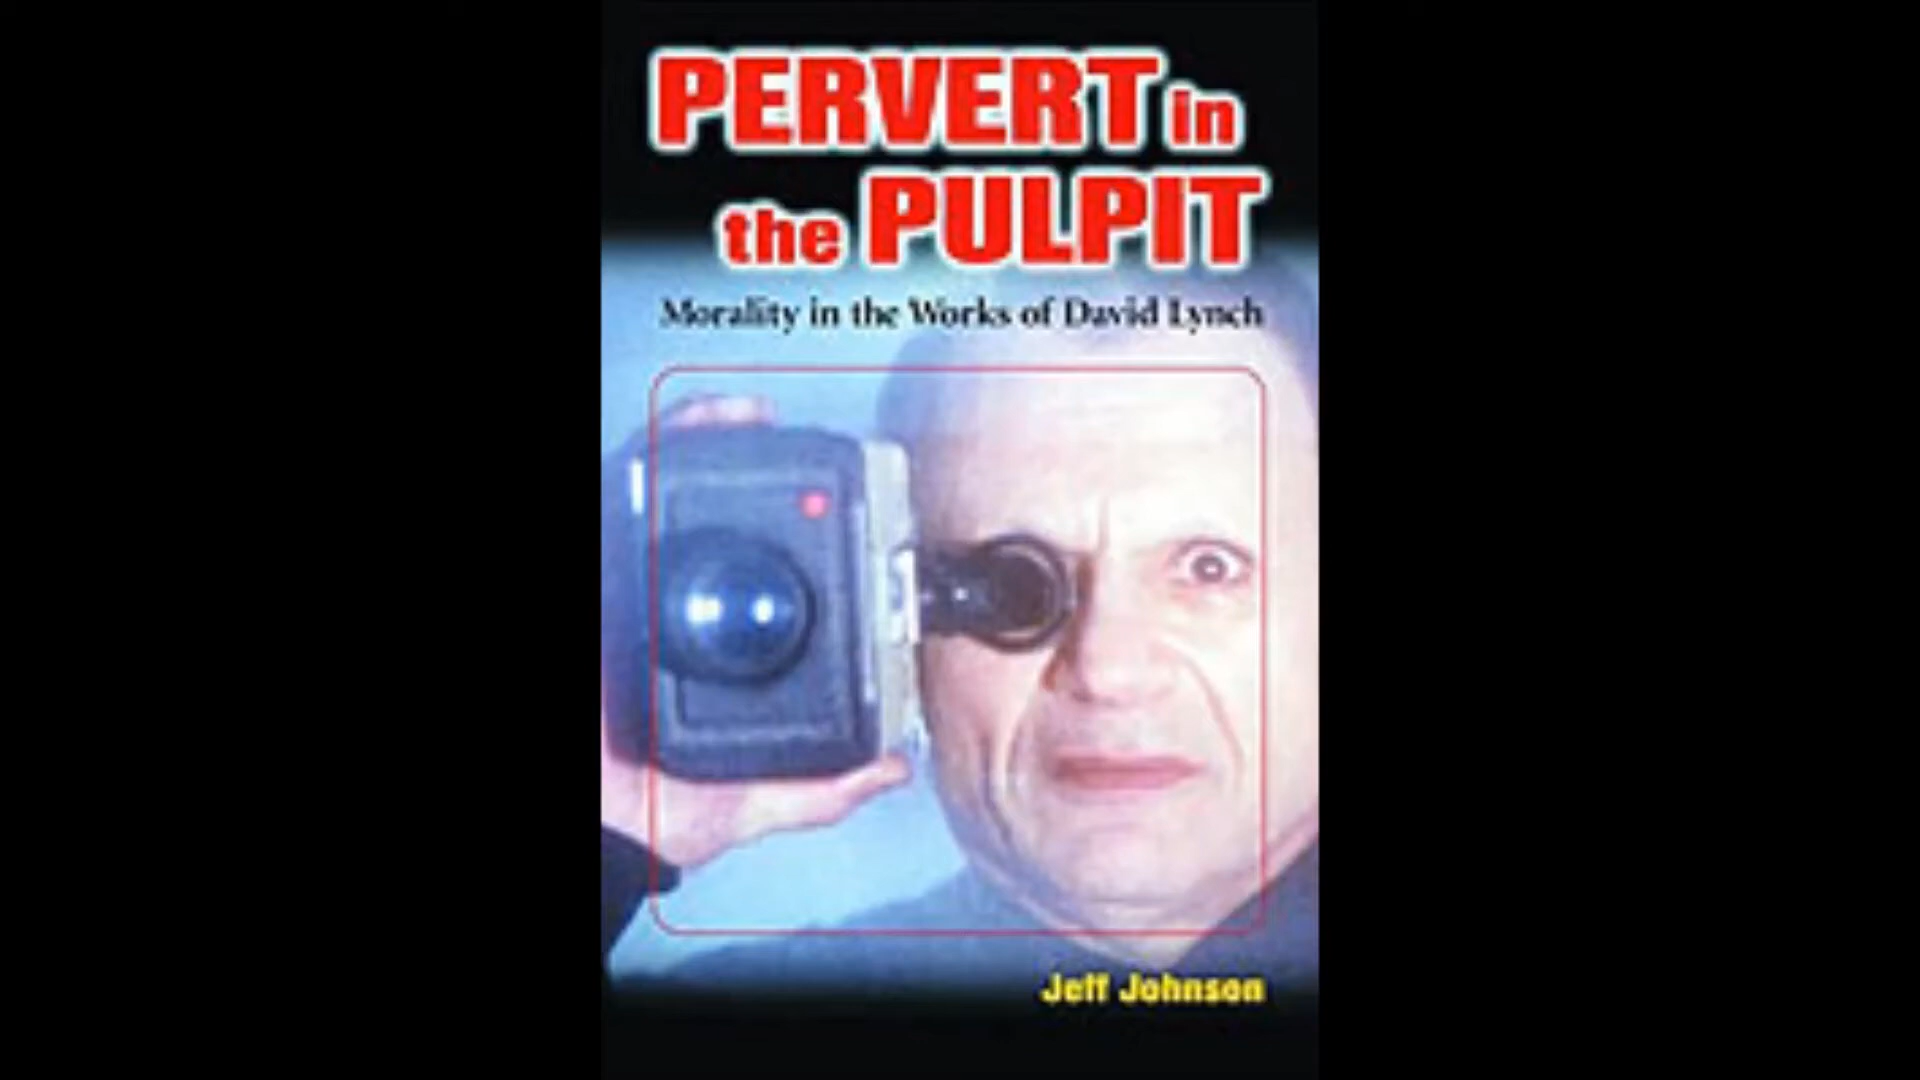 PERVERT in
the PULPIT
Morality in the Works of David Lynch
Jeff Johnson